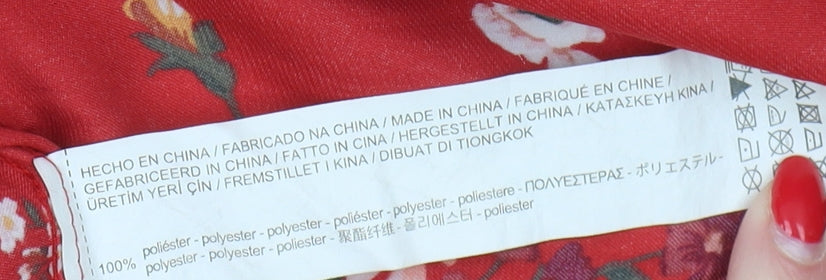 HECHO EN CHINA / FABRICADO NA CHINA / MADE IN CHINA / FABRIQUÉ EN CHINE /
GEFABRICEERD IN CHINA / FATTO IN CINA / HERGESTELLT IN CHINA / ΚΑΤΑΣΚΕΥΗ ΚΙΝΑ /
ÜRETİM YERİ ÇİN / FREMSTILLET I KINA / DIBUAT DI TIONGKOK
100% poliéster - polyester - polyester - poliéster - polyester - poliestere - ΠΟΛΥΕΣΤΕΡΑΣ - ポリエステル -
polyester - polyester - poliester - 聚酯纤维 - 폴리에스터 - poliester